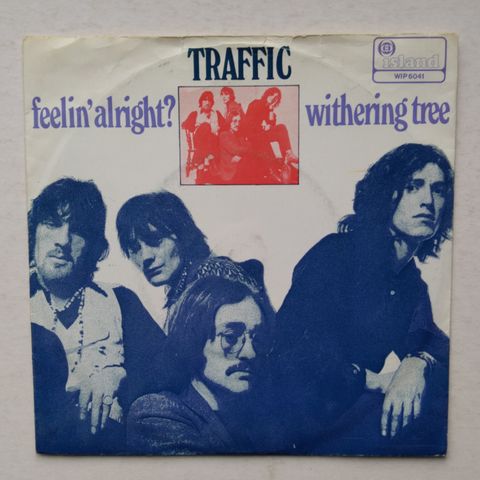 TRAFFIC
feelin' alright?
withering tree
island
WIP 6041